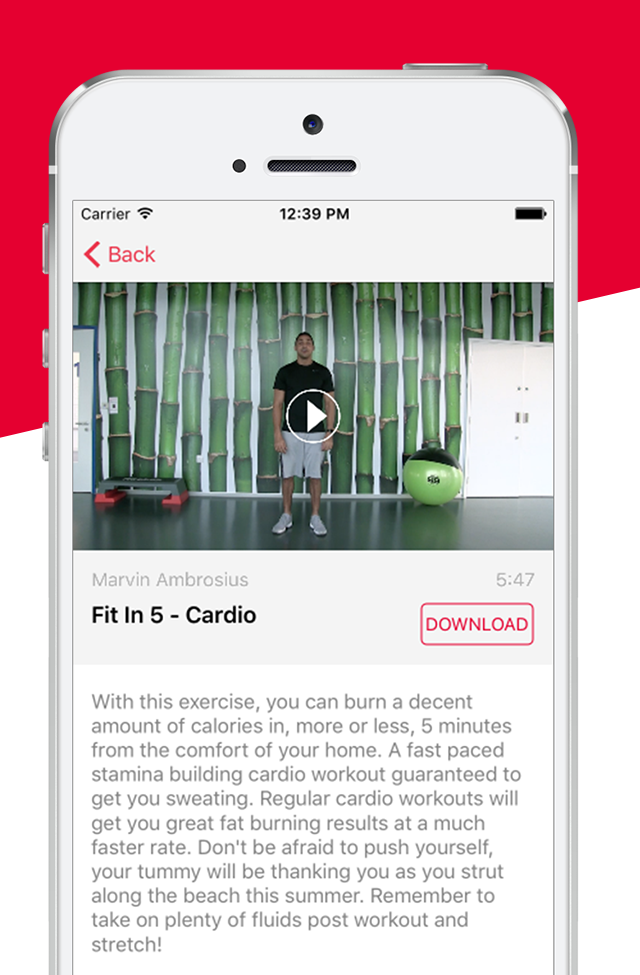 Carrier 12:39 PM
Back
Marvin Ambrosius 5:47
Fit In 5 - Cardio
DOWNLOAD
With this exercise, you can burn a decent
amount of calories in, more or less, 5 minutes
from the comfort of your home. A fast paced
stamina building cardio workout guaranteed to
get you sweating. Regular cardio workouts will
get you great fat burning results at a much
faster rate. Don't be afraid to push yourself,
your tummy will be thanking you as you strut
along the beach this summer. Remember to
take on plenty of fluids post workout and
stretch!